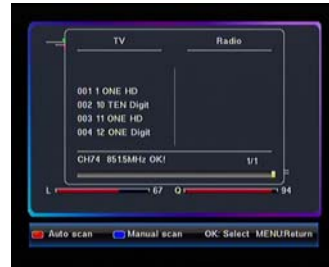 TV Radio
001 1 ONE HD
002 10 TEN Digit
003 11 ONE HD
004 12 ONE Digit
CH74 851.5MHz OK! 1/1
L 67 Q 94
Auto scan Manual scan OK: Select MENU:Return